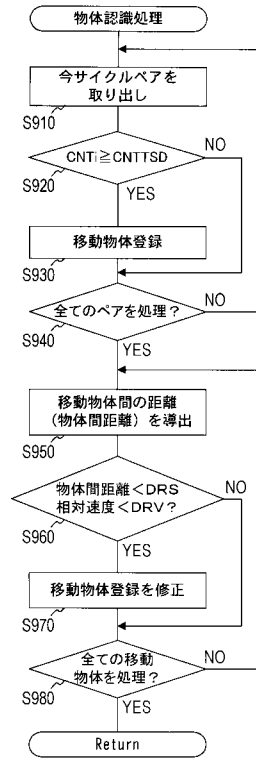 物体認識処理
今サイクルペアを
取り出し
S910
CNTi≧CNTTSD
NO
S920
YES
移動物体登録
S930
全てのペアを処理？
NO
S940
YES
移動物体間の距離
（物体間距離）を導出
S950
物体間距離＜DRS
相対速度＜DRV？
NO
S960
YES
移動物体登録を修正
S970
全ての移動
物体を処理？
NO
S980
YES
Return